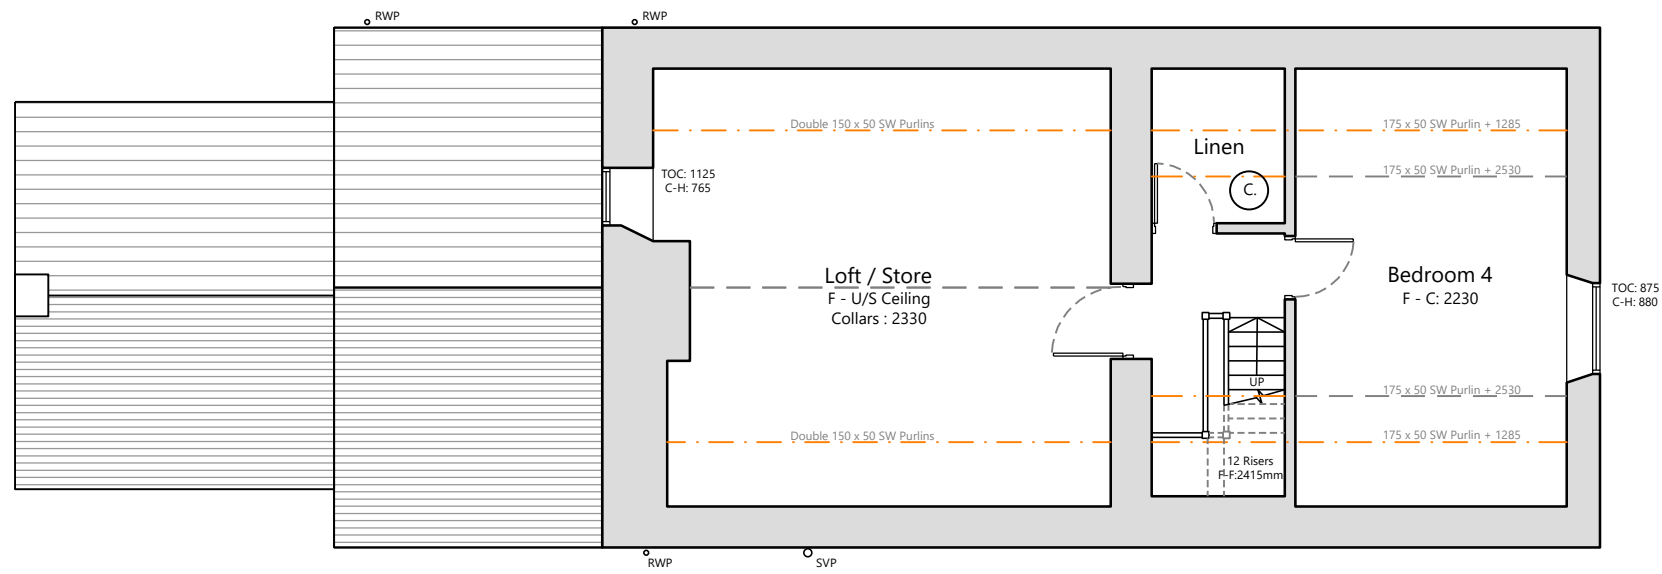 RWP
RWP
Double 150 x 50 SW Purlins
175 x 50 SW Purlin + 1285
Linen
TOC: 1125
C-H: 765
175 x 50 SW Purlin + 2530
C.
Loft / Store
F - U/S Ceiling
Collars : 2330
Bedroom 4
F - C: 2230
TOC: 875
C-H: 880
UP
175 x 50 SW Purlin + 2530
Double 150 x 50 SW Purlins
175 x 50 SW Purlin + 1285
12 Risers
F-F:2415mm
RWP
SVP